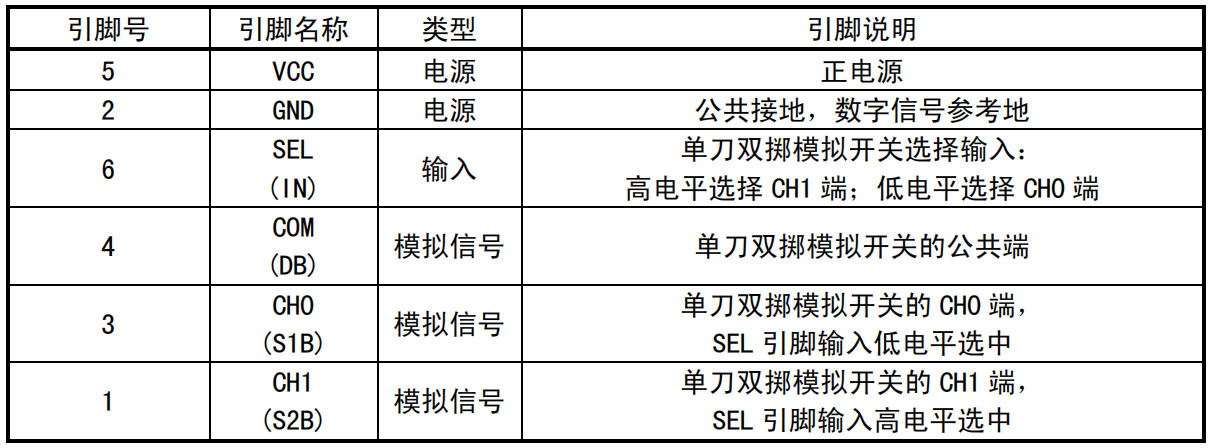 引脚号 引脚名称 类型 引脚说明
5 VCC 电源 正电源
2 GND 电源 公共接地，数字信号参考地
6 SEL (IN) 输入 单刀双掷模拟开关选择输入：
高电平选择 CH1 端；低电平选择 CH0 端
4 COM (DB) 模拟信号 单刀双掷模拟开关的公共端
3 CH0 (S1B) 模拟信号 单刀双掷模拟开关的 CH0 端，
SEL 引脚输入低电平选中
1 CH1 (S2B) 模拟信号 单刀双掷模拟开关的 CH1 端，
SEL 引脚输入高电平选中